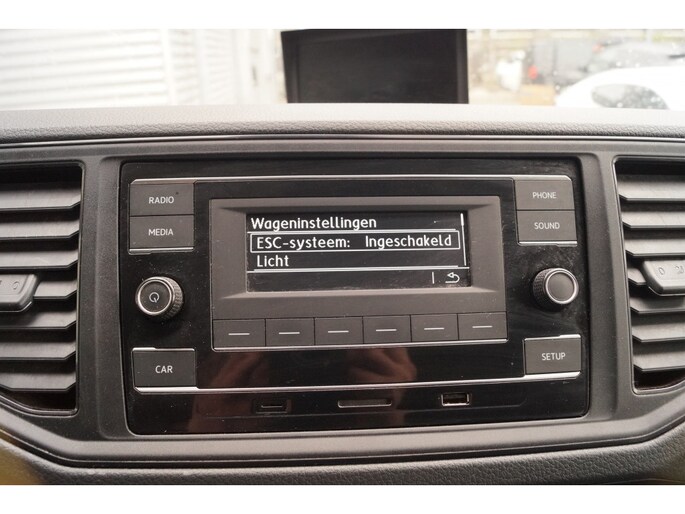 RADIO
MEDIA
Wageninstellingen
ESC-systeem: Ingeschakeld
Licht
PHONE
SOUND
CAR
SETUP